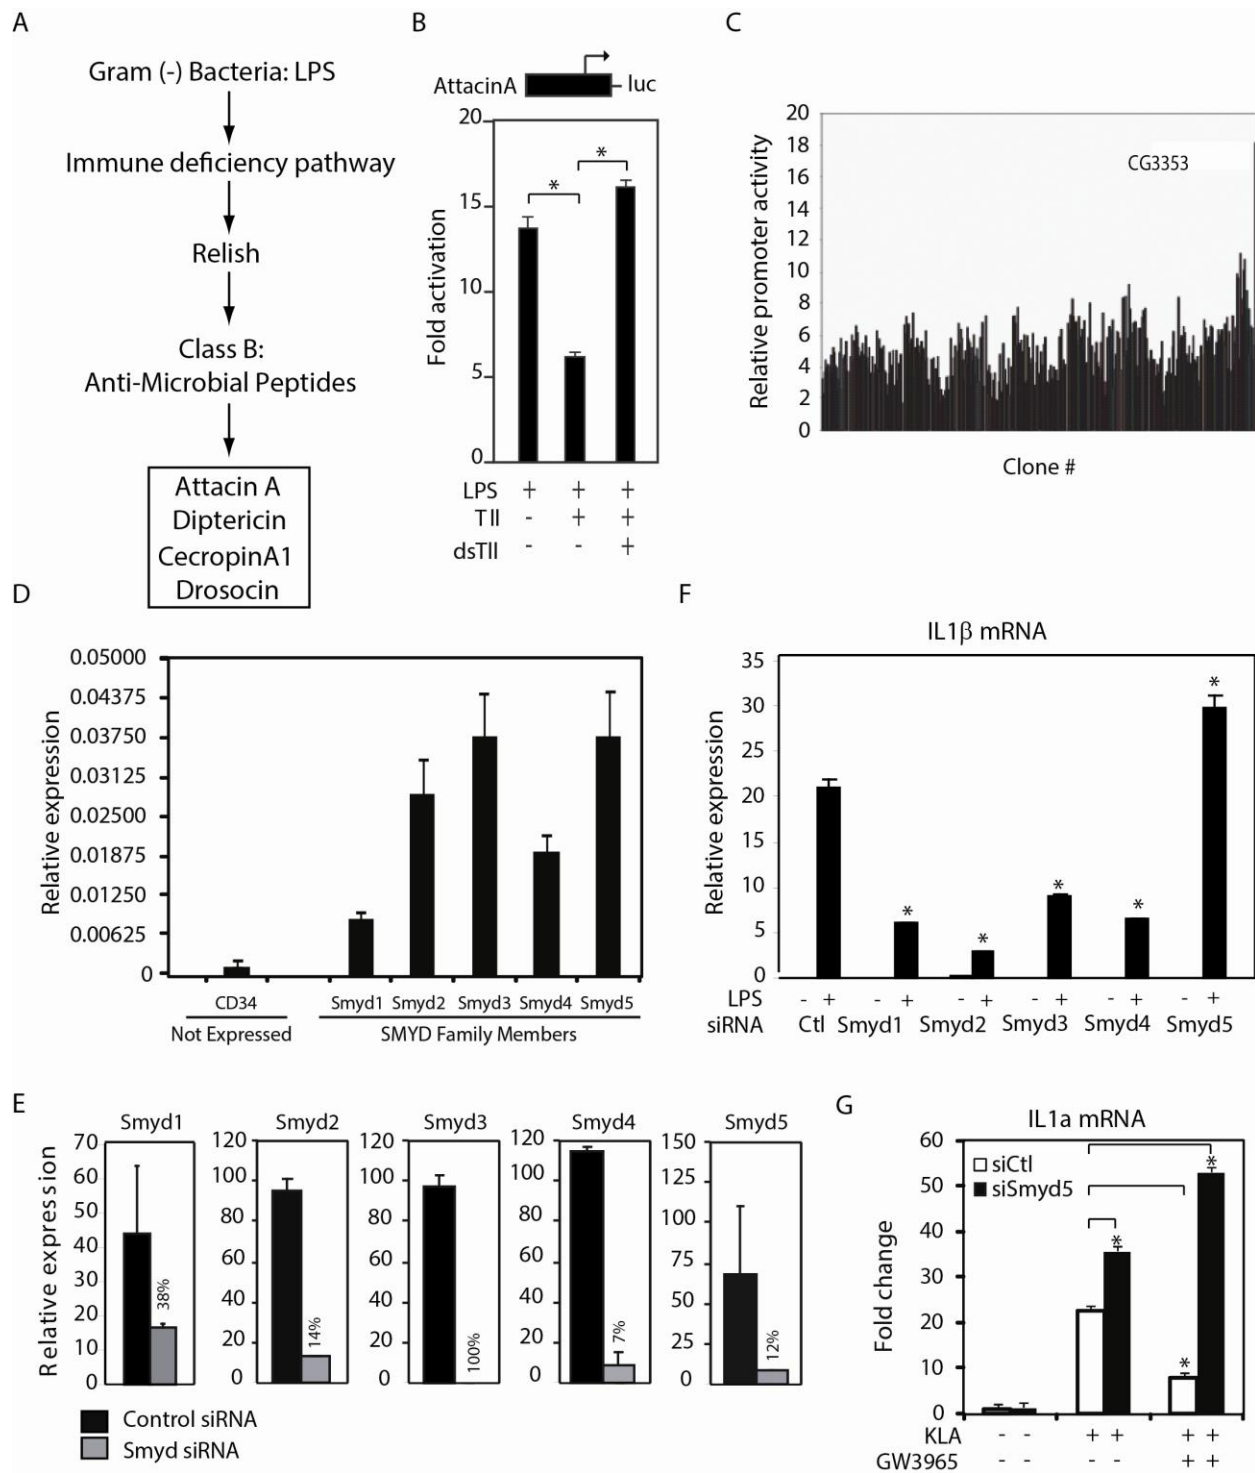 A
Gram (-) Bacteria: LPS
Immune deficiency pathway
Relish
Class B:
Anti-Microbial Peptides
Attacin A
Diptericin
CecropinA1
Drosocin
B
AttacinA
luc
Fold activation
20
15
10
5
0
*
*
LPS + + +
Tll - + +
dsTll - - +
C
Relative promoter activity
20
18
16
14
12
10
8
6
4
2
0
CG3353
Clone #
D
Relative expression
0.05000
0.04375
0.03750
0.03125
0.02500
0.01875
0.01250
0.00625
0
CD34 Smyd1 Smyd2 Smyd3 Smyd4 Smyd5
Not Expressed SMYD Family Members
F
IL1β mRNA
Relative expression
35
30
25
20
15
10
5
0
* * * * *
LPS - + - + - + - + - + - +
siRNA Ctl Smyd1 Smyd2 Smyd3 Smyd4 Smyd5
E
Relative expression
Smyd1
70
60
50
40
30
20
10
0
38%
Smyd2
120
100
80
60
40
20
0
14%
Smyd3
120
100
80
60
40
20
0
100%
Smyd4
120
100
80
60
40
20
0
7%
Smyd5
150
125
100
75
50
25
0
12%
Control siRNA
Smyd siRNA
G
IL1a mRNA
Fold change
60
50
40
30
20
10
0
siCtl
siSmyd5
* * *
KLA - - + + + +
GW3965 - - - - + +